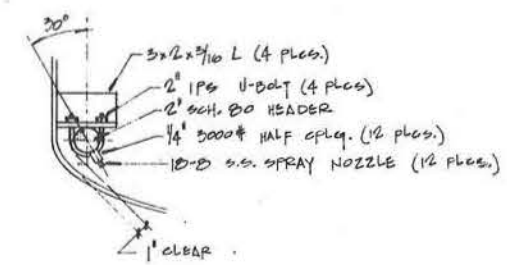 30°
3x2x3/16 L (4 PLCS.)
2" IPS U-BOLT (4 PLCS)
2" SCH. 80 HEADER
1/4" 3000# HALF CPLG. (12 PLCS.)
18-8 S.S. SPRAY NOZZLE (12 PLCS.)
1" CLEAR